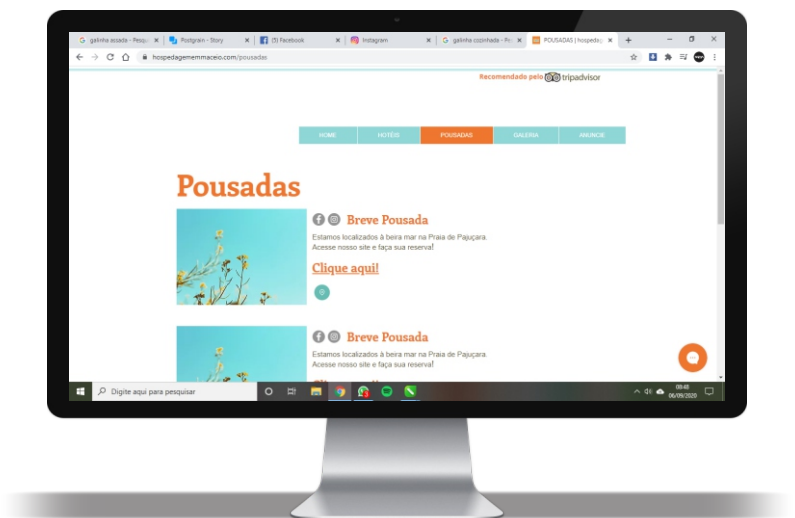 galinha assada - Pesqu
Postgrain - Story
(5) Facebook
Instagram
galinha cozinhada - Pe
POUSADAS | hospedag
hospedagememmaceio.com/pousadas
Recomendado pelo tripadvisor
HOME HOTÉIS POUSADAS GALERIA ANUNCIE
Pousadas
Breve Pousada
Estamos localizados à beira mar na Praia de Pajuçara.
Acesse nosso site e faça sua reserva!
Clique aqui!
Breve Pousada
Estamos localizados à beira mar na Praia de Pajuçara.
Acesse nosso site e faça sua reserva!
Digite aqui para pesquisar
08:48
06/09/2020